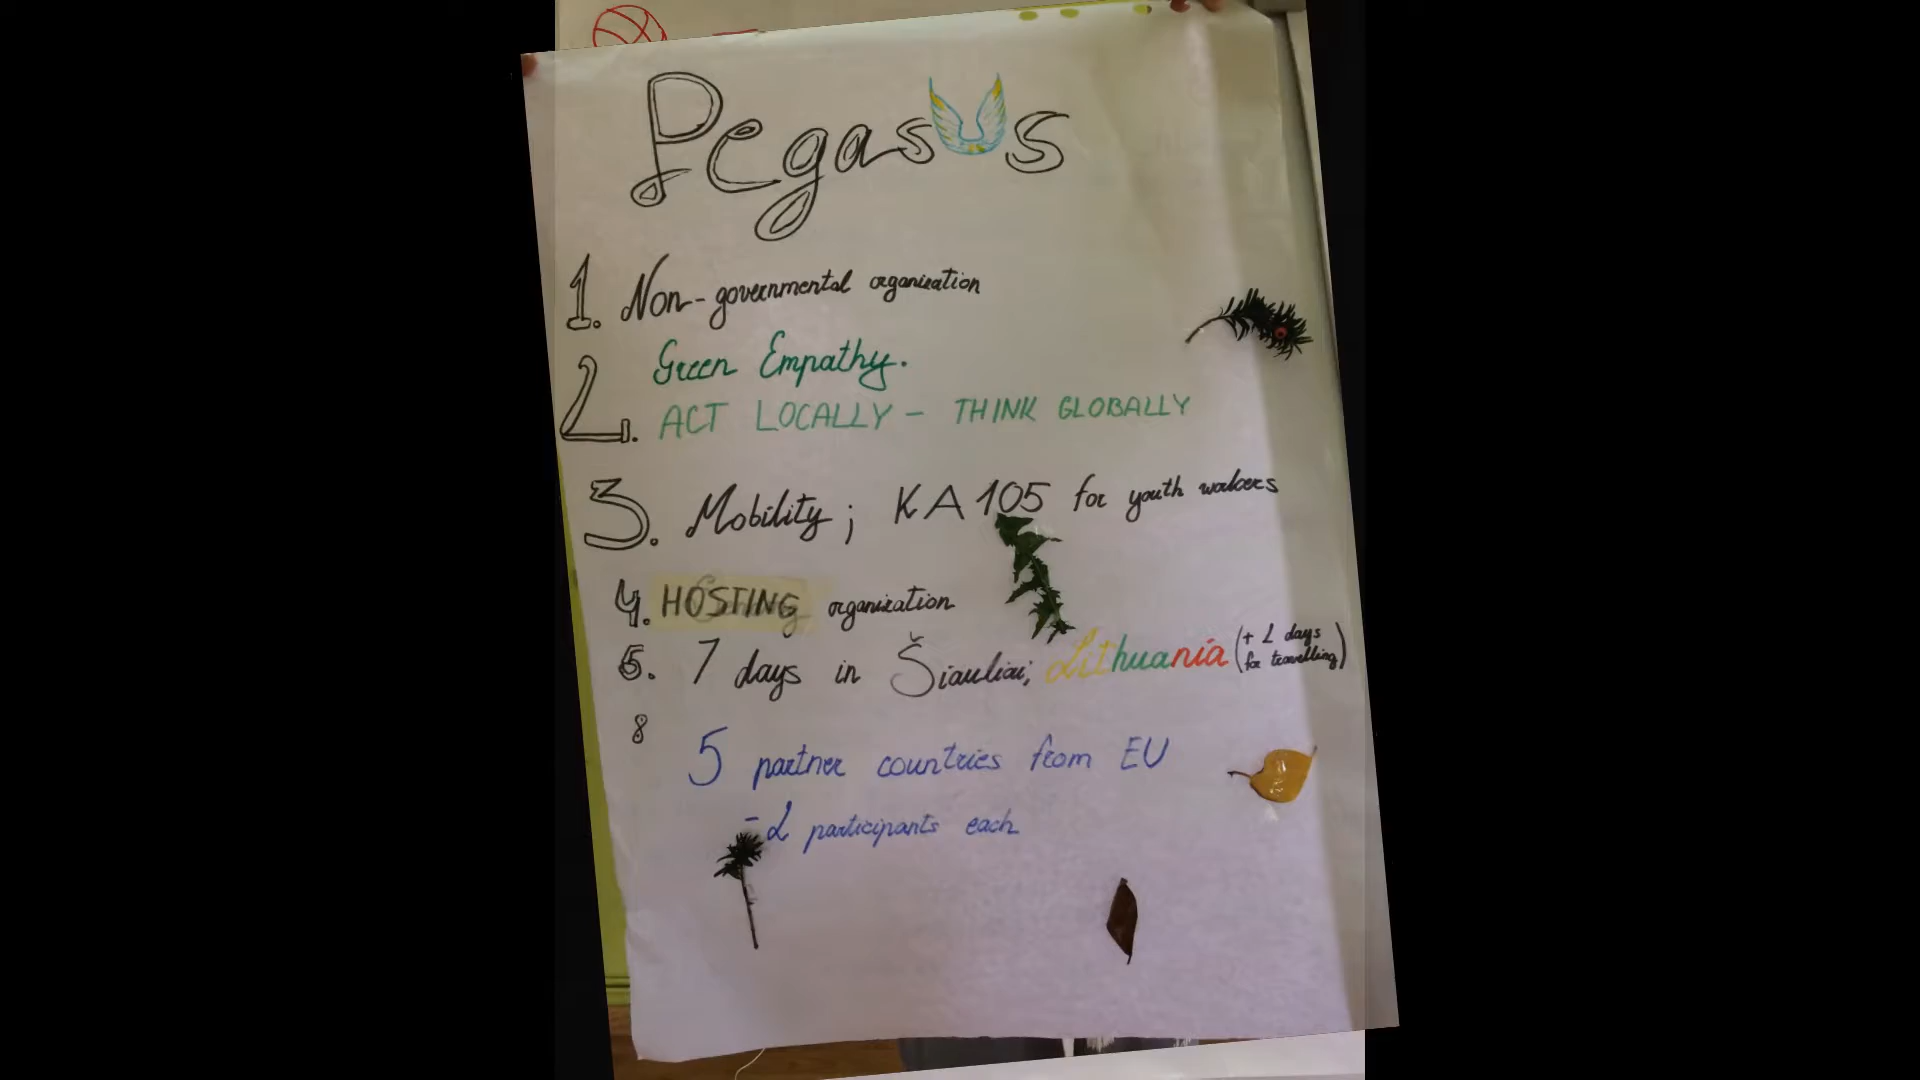 Pegasus
1. Non-governmental organization
2. Green Empathy.
ACT LOCALLY - THINK GLOBALLY
3. Mobility; KA105 for youth workers
4. HOSTING organization
5. 7 days in Šiauliai; Lithuania (+2 days for travelling)
8
5 partner countries from EU
- 2 participants each